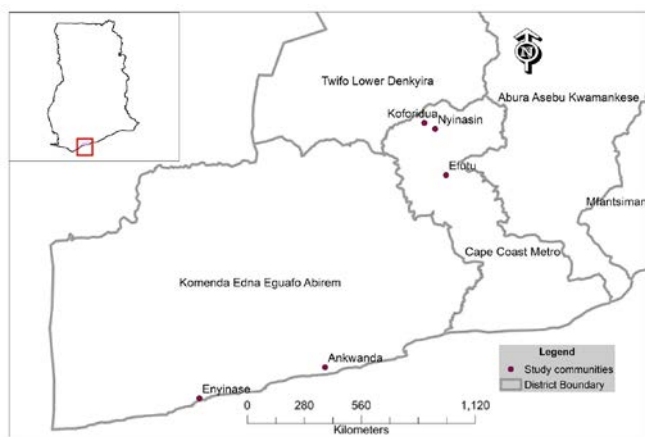 N
Twifo Lower Denkyira
Abura Asebu Kwamankese
Koforidua
Nyinasin
Efutu
Mfantsiman
Cape Coast Metro
Komenda Edna Eguafo Abirem
Ankwanda
Enyinase
Legend
Study communities
District Boundary
0 280 560 1,120
Kilometers